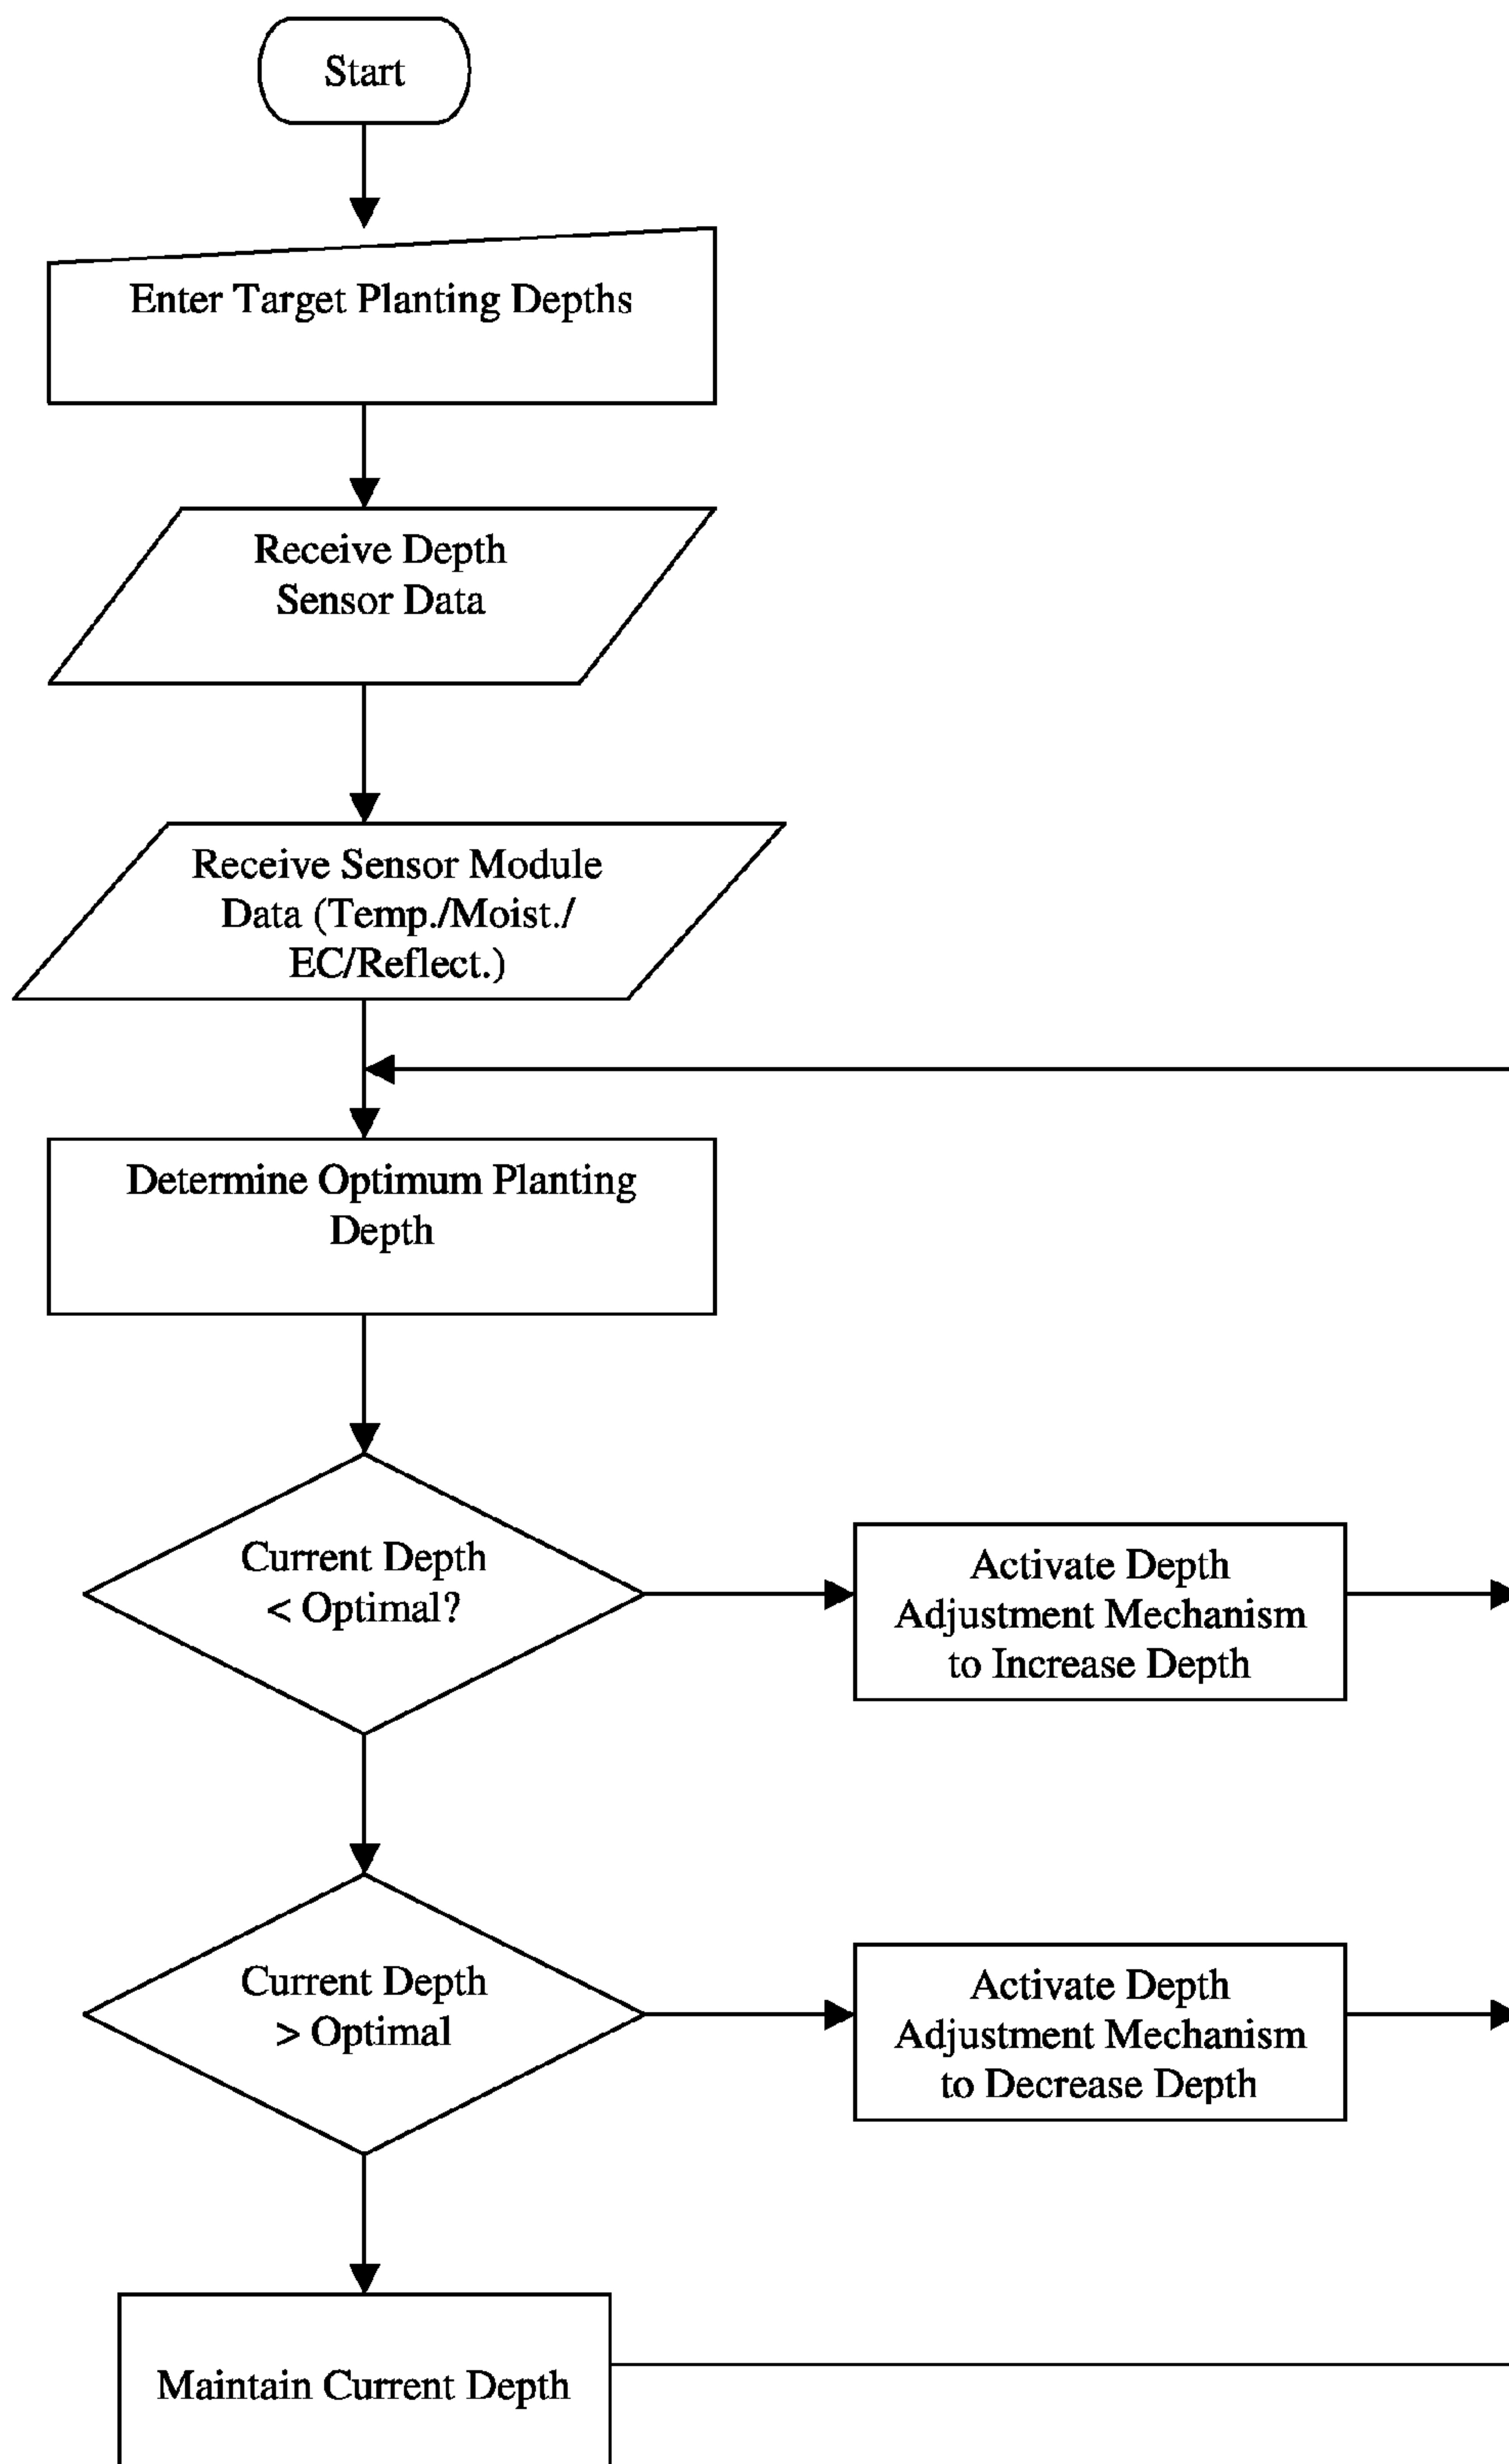 Start
Enter Target Planting Depths
Receive Depth
Sensor Data
Receive Sensor Module
Data (Temp./Moist./
EC/Reflect.)
Determine Optimum Planting
Depth
Current Depth
< Optimal?
Activate Depth
Adjustment Mechanism
to Increase Depth
Current Depth
> Optimal
Activate Depth
Adjustment Mechanism
to Decrease Depth
Maintain Current Depth